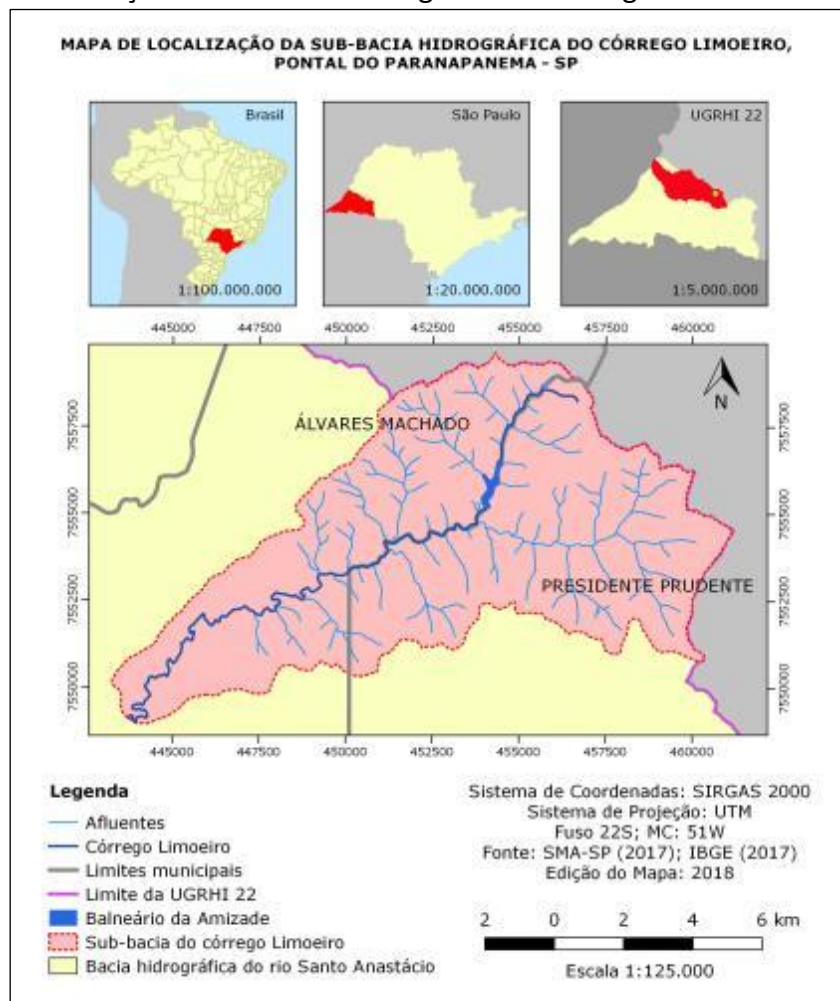 MAPA DE LOCALIZAÇÃO DA SUB-BACIA HIDROGRÁFICA DO CÓRREGO LIMOEIRO,
PONTAL DO PARANAPANEMA - SP
Brasil
1:100.000.000
São Paulo
1:20.000.000
UGRHI 22
1:5.000.000
445000 447500 450000 452500 455000 457500 460000
7557500 7557500
7555000 7555000
7552500 7552500
7550000 7550000
N
ÁLVARES MACHADO
PRESIDENTE PRUDENTE
445000 447500 450000 452500 455000 457500 460000
Legenda
Afluentes
Córrego Limoeiro
Limites municipais
Limite da UGRHI 22
Balneário da Amizade
Sub-bacia do córrego Limoeiro
Bacia hidrográfica do rio Santo Anastácio
Sistema de Coordenadas: SIRGAS 2000
Sistema de Projeção: UTM
Fuso 22S; MC: 51W
Fonte: SMA-SP (2017); IBGE (2017)
Edição do Mapa: 2018
2 0 2 4 6 km
Escala 1:125.000